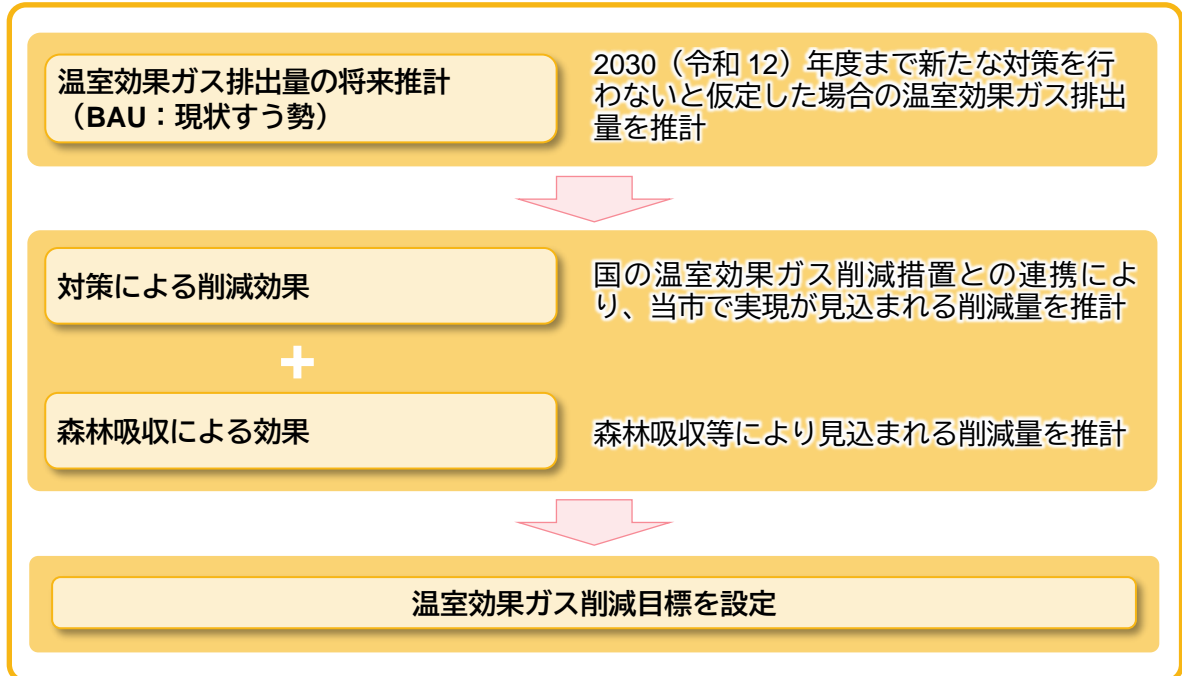 温室効果ガス排出量の将来推計
（BAU：現状すう勢）
2030（令和 12）年度まで新たな対策を行
わないと仮定した場合の温室効果ガス排出
量を推計
対策による削減効果
国の温室効果ガス削減措置との連携によ
り、当市で実現が見込まれる削減量を推計
+
森林吸収による効果
森林吸収等により見込まれる削減量を推計
温室効果ガス削減目標を設定